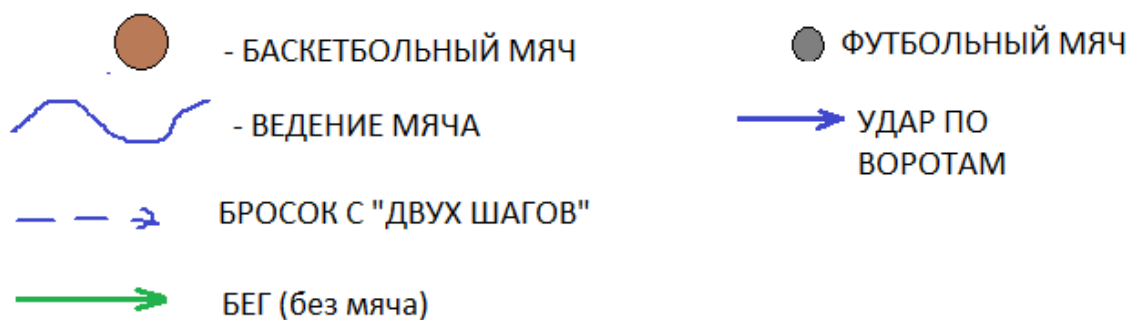 - БАСКЕТБОЛЬНЫЙ МЯЧ
ФУТБОЛЬНЫЙ МЯЧ
- ВЕДЕНИЕ МЯЧА
УДАР ПО
ВОРОТАМ
БРОСОК С "ДВУХ ШАГОВ"
БЕГ (без мяча)